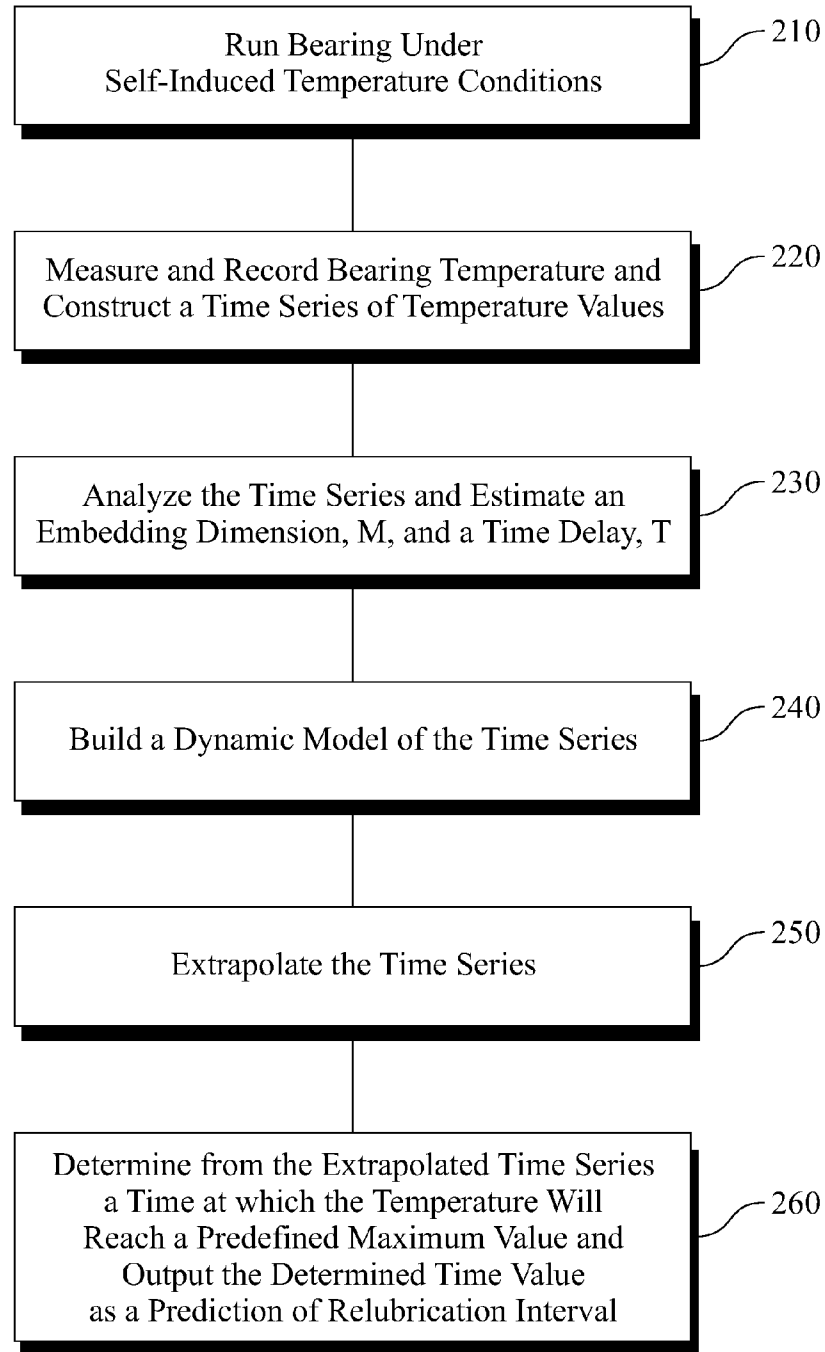 Run Bearing Under
Self-Induced Temperature Conditions
210
Measure and Record Bearing Temperature and
Construct a Time Series of Temperature Values
220
Analyze the Time Series and Estimate an
Embedding Dimension, M, and a Time Delay, T
230
Build a Dynamic Model of the Time Series
240
Extrapolate the Time Series
250
Determine from the Extrapolated Time Series
a Time at which the Temperature Will
Reach a Predefined Maximum Value and
Output the Determined Time Value
as a Prediction of Relubrication Interval
260